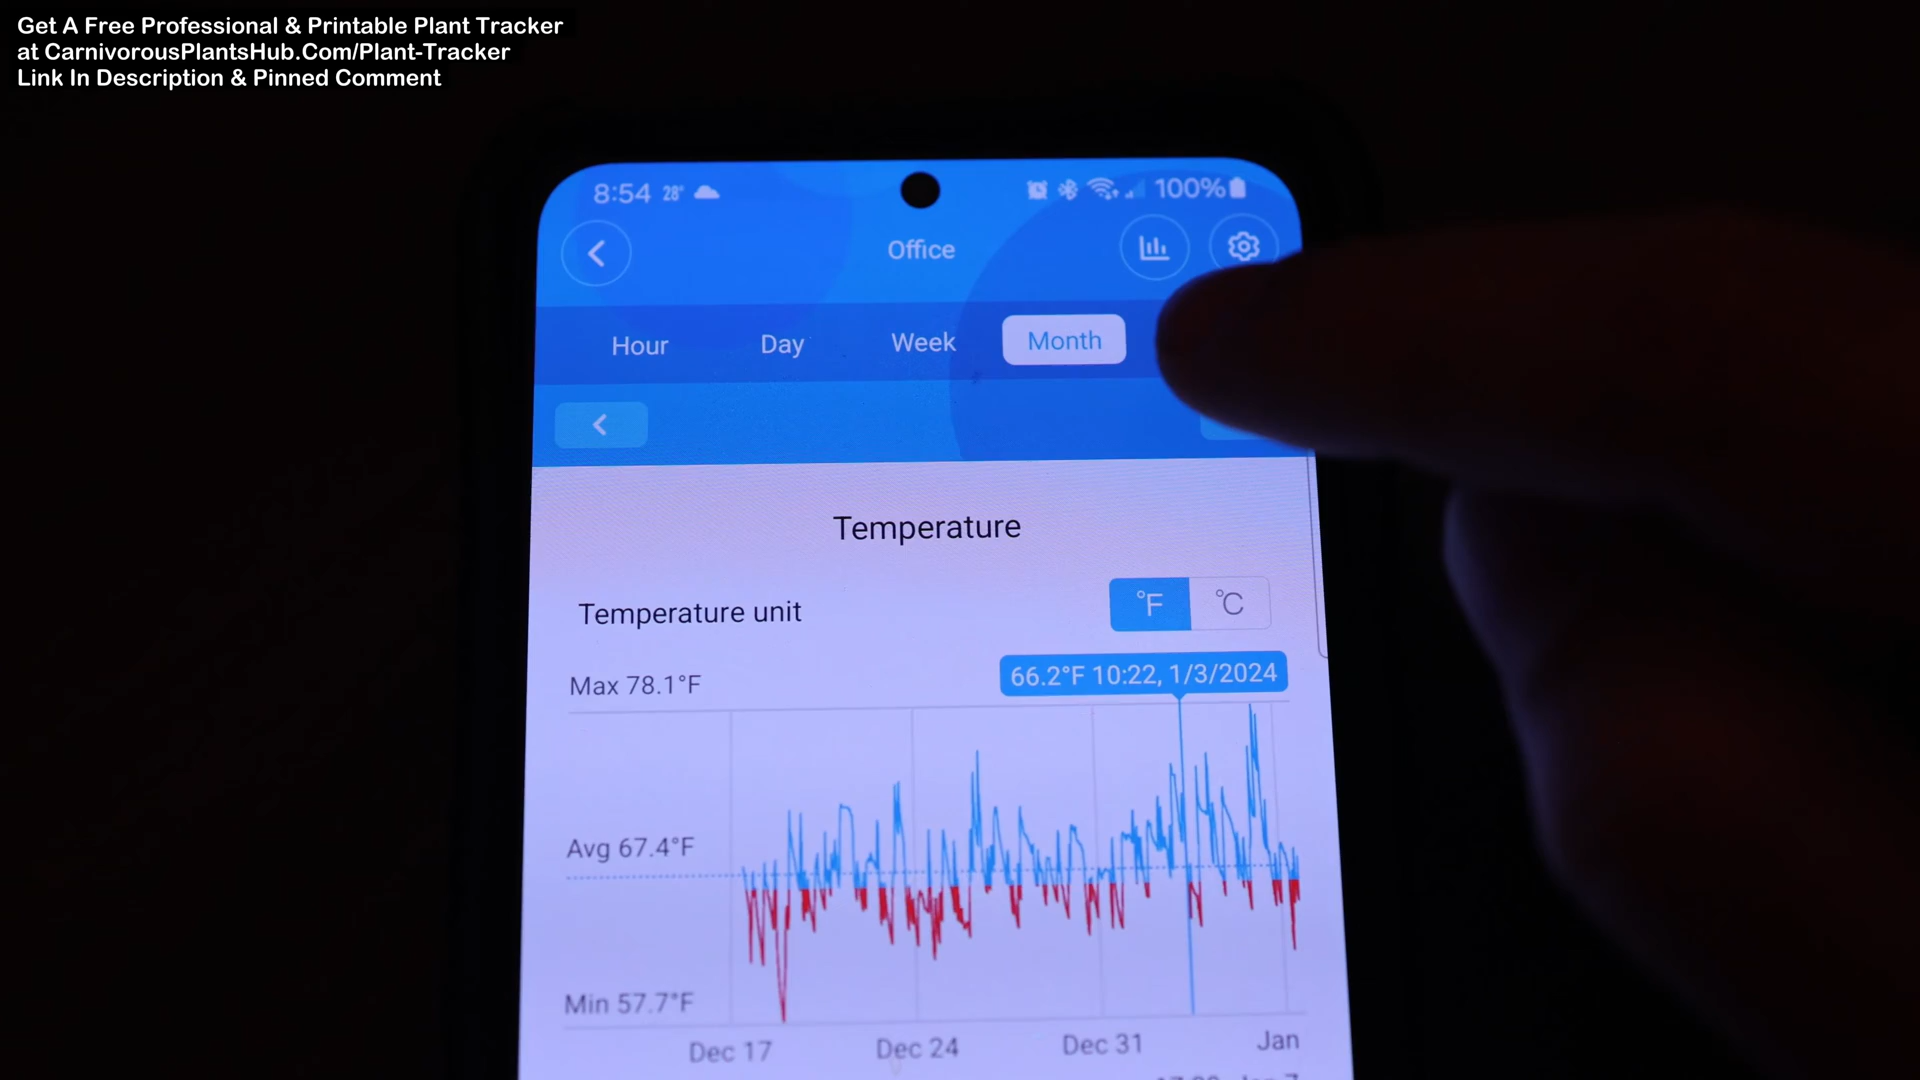 Get A Free Professional & Printable Plant Tracker
at CarnivorousPlantsHub.Com/Plant-Tracker
Link In Description & Pinned Comment
8:54 28° 100%
Office
Hour Day Week Month
Temperature
Temperature unit °F °C
66.2°F 10:22, 1/3/2024
Max 78.1°F
Avg 67.4°F
Min 57.7°F
Dec 17 Dec 24 Dec 31 Jan